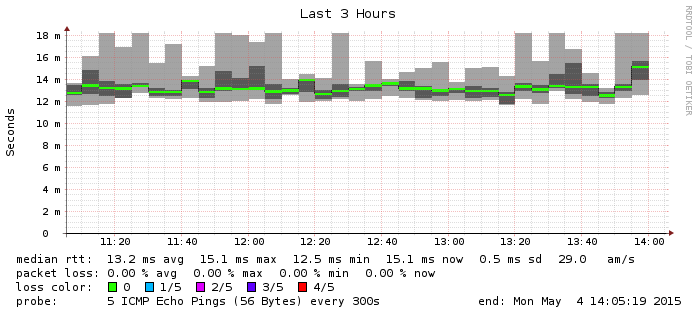 Last 3 Hours
RRDTOOL / TOBI OETIKER
Seconds
18 m
16 m
14 m
12 m
10 m
8 m
6 m
4 m
2 m
0
11:20 11:40 12:00 12:20 12:40 13:00 13:20 13:40 14:00
median rtt: 13.2 ms avg 15.1 ms max 12.5 ms min 15.1 ms now 0.5 ms sd 29.0 am/s
packet loss: 0.00 % avg 0.00 % max 0.00 % min 0.00 % now
loss color: 0 1/5 2/5 3/5 4/5
probe: 5 ICMP Echo Pings (56 Bytes) every 300s end: Mon May 4 14:05:19 2015